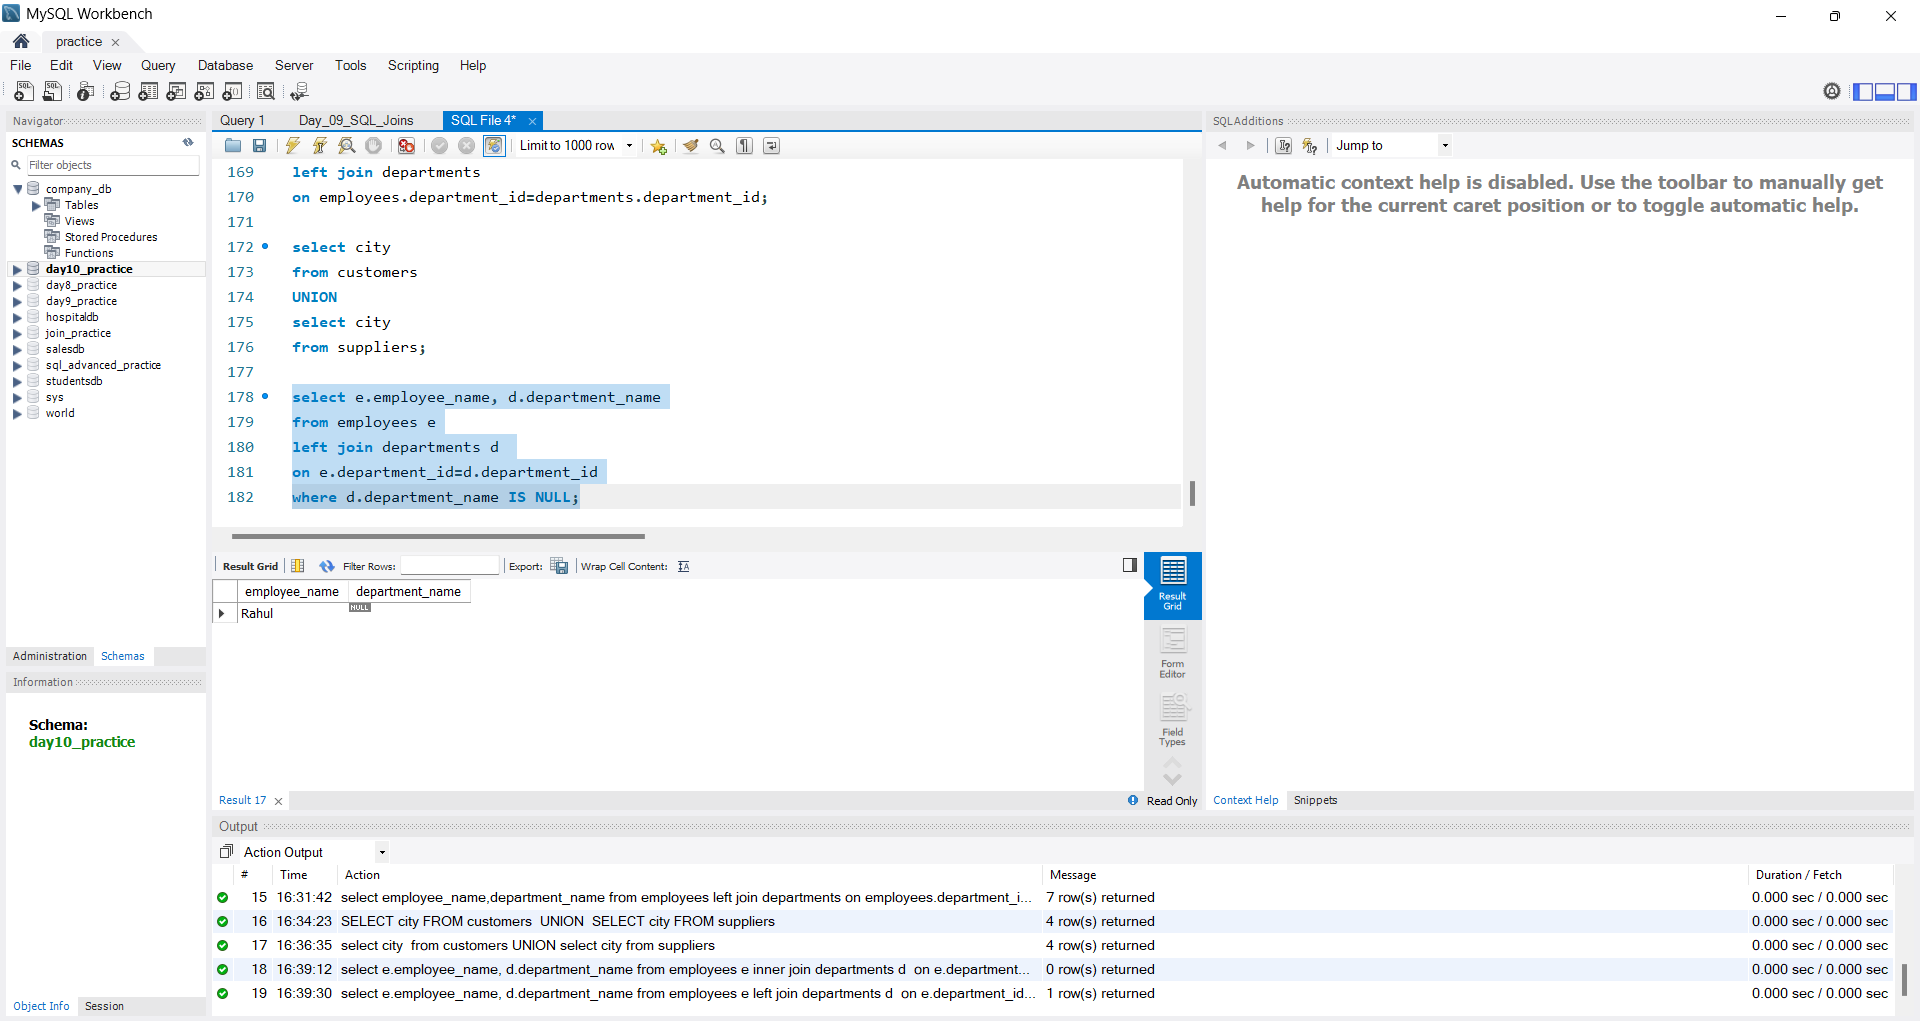 MySQL Workbench
practice
File Edit View Query Database Server Tools Scripting Help
Navigator
SCHEMAS
Filter objects
company_db
Tables
Views
Stored Procedures
Functions
day10_practice
day8_practice
day9_practice
hospitaldb
join_practice
salesdb
sql_advanced_practice
studentsdb
sys
world
Administration Schemas
Information
Schema:
day10_practice
Object Info Session
Query 1 Day_09_SQL_Joins SQL File 4*
Limit to 1000 row
169 left join departments
170 on employees.department_id=departments.department_id;
171
172 select city
173 from customers
174 UNION
175 select city
176 from suppliers;
177
178 select e.employee_name, d.department_name
179 from employees e
180 left join departments d
181 on e.department_id=d.department_id
182 where d.department_name IS NULL;
Result Grid Filter Rows: Export: Wrap Cell Content:
employee_name department_name
Rahul NULL
Result Grid
Form Editor
Field Types
Result 17 Read Only
SQLAdditions
Jump to
Automatic context help is disabled. Use the toolbar to manually get
help for the current caret position or to toggle automatic help.
Context Help Snippets
Output
Action Output
# Time Action Message Duration / Fetch
15 16:31:42 select employee_name,department_name from employees left join departments on employees.department_i... 7 row(s) returned 0.000 sec / 0.000 sec
16 16:34:23 SELECT city FROM customers UNION SELECT city FROM suppliers 4 row(s) returned 0.000 sec / 0.000 sec
17 16:36:35 select city from customers UNION select city from suppliers 4 row(s) returned 0.000 sec / 0.000 sec
18 16:39:12 select e.employee_name, d.department_name from employees e inner join departments d on e.department... 0 row(s) returned 0.000 sec / 0.000 sec
19 16:39:30 select e.employee_name, d.department_name from employees e left join departments d on e.department_id... 1 row(s) returned 0.000 sec / 0.000 sec